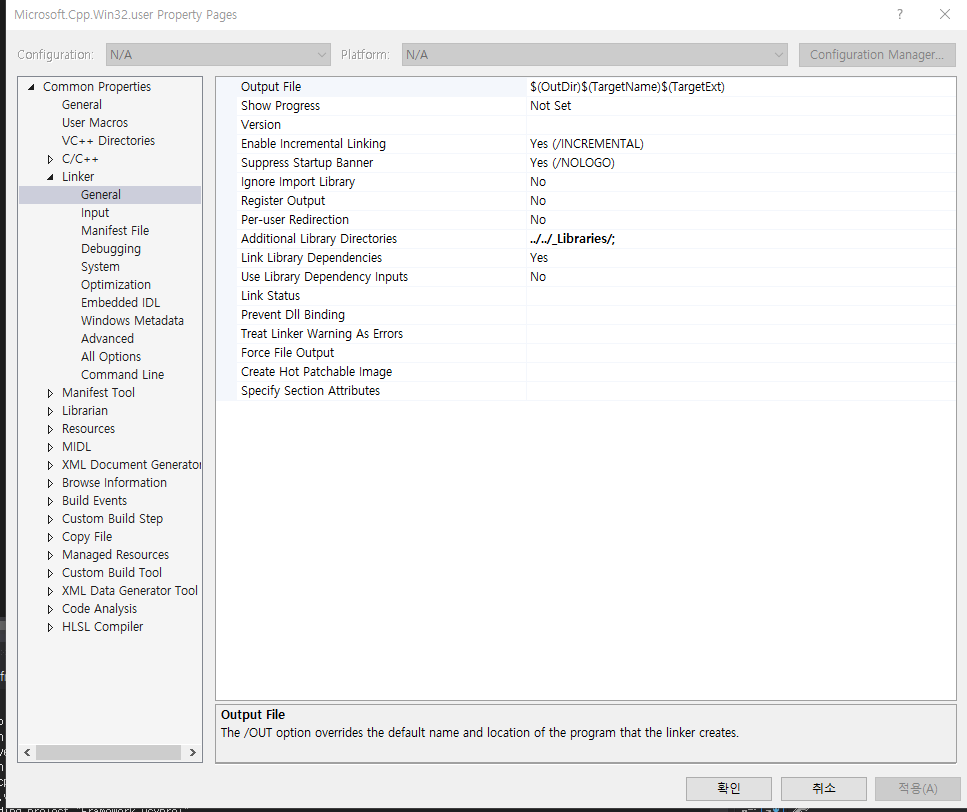 Microsoft.Cpp.Win32.user Property Pages
?
Configuration: N/A Platform: N/A Configuration Manager...
Common Properties
General
User Macros
VC++ Directories
C/C++
Linker
General
Input
Manifest File
Debugging
System
Optimization
Embedded IDL
Windows Metadata
Advanced
All Options
Command Line
Manifest Tool
Librarian
Resources
MIDL
XML Document Generator
Browse Information
Build Events
Custom Build Step
Copy File
Managed Resources
Custom Build Tool
XML Data Generator Tool
Code Analysis
HLSL Compiler
Output File $(OutDir)$(TargetName)$(TargetExt)
Show Progress Not Set
Version
Enable Incremental Linking Yes (/INCREMENTAL)
Suppress Startup Banner Yes (/NOLOGO)
Ignore Import Library No
Register Output No
Per-user Redirection No
Additional Library Directories ../../_Libraries/;
Link Library Dependencies Yes
Use Library Dependency Inputs No
Link Status
Prevent Dll Binding
Treat Linker Warning As Errors
Force File Output
Create Hot Patchable Image
Specify Section Attributes
Output File
The /OUT option overrides the default name and location of the program that the linker creates.
확인 취소 적용(A)